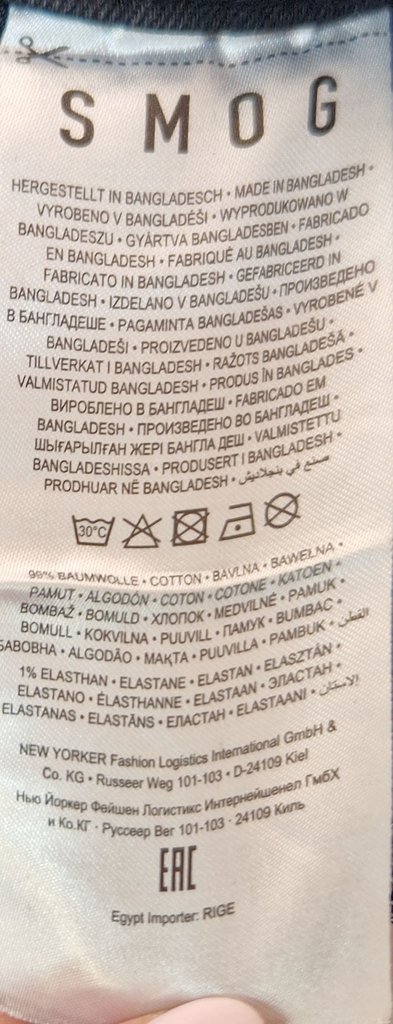 SMOG
HERGESTELLT IN BANGLADESCH • MADE IN BANGLADESH •
VYROBENO V BANGLADÉŠI • WYPRODUKOWANO W
BANGLADESZU • GYÁRTVA BANGLADESBEN • FABRICADO
EN BANGLADESH • FABRIQUÉ AU BANGLADESH •
FABRICATO IN BANGLADESH • GEFABRICEERD IN
BANGLADESH • IZDELANO V BANGLADEŠU • ПРОИЗВЕДЕНО
В БАНГЛАДЕШЕ • PAGAMINTA BANGLADEŠAS • VYROBENÉ V
BANGLADEŠI • PROIZVEDENO U BANGLADEŠU •
TILLVERKAT I BANGLADESH • RAŽOTS BANGLADEŠĀ •
VALMISTATUD BANGLADESH • PRODUS ÎN BANGLADES •
ВИРОБЛЕНО В БАНГЛАДЕШ • FABRICADO EM
BANGLADESH • ПРОИЗВЕДЕНО ВО БАНГЛАДЕШ •
ШЫҒАРЫЛҒАН ЖЕРІ БАНГЛА ДЕШ • VALMISTETTU
BANGLADESHISSA • PRODUSERT I BANGLADESH •
PRODHUAR NË BANGLADESH • صنع في بنجلاديش
30°C
99% BAUMWOLLE • COTTON • BAVLNA • BAWEŁNA •
PAMUT • ALGODÓN • COTON • COTONE • KATOEN •
BOMBAŽ • BOMULD • ХЛОПОК • MEDVILNĖ • PAMUK •
BOMULL • KOKVILNA • PUUVILL • ПАМУК • BUMBAC •
БАВОВНА • ALGODÃO • МАҚТА • PUUVILLA • PAMBUK • القطن
1% ELASTHAN • ELASTANE • ELASTAN • ELASZTÁN •
ELASTANO • ÉLASTHANNE • ELASTAAN • ЭЛАСТАН •
ELASTANAS • ELASTĀNS • ЕЛАСТАН • ELASTAANI • الاستان
NEW YORKER Fashion Logistics International GmbH &
Co. KG • Russeer Weg 101-103 • D-24109 Kiel
Нью Йоркер Фейшен Логистикс Интернейшенел ГмбХ
и Ко.КГ · Руссеер Вег 101-103 · 24109 Киль
EAC
Egypt Importer: RIGE